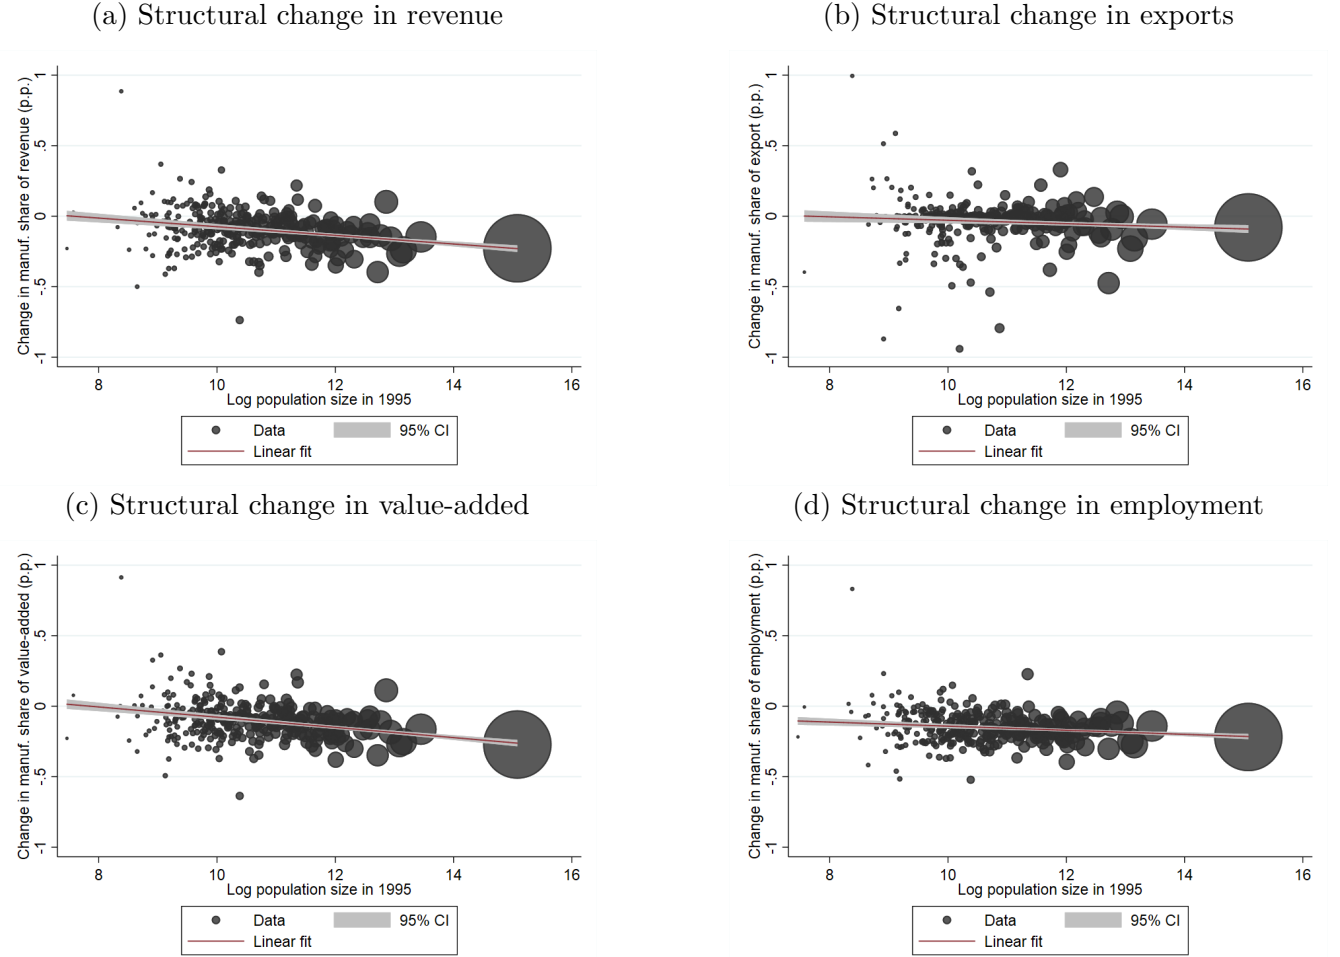 (a) Structural change in revenue
Change in manuf. share of revenue (p.p.)
1
.5
0
-.5
-1
8 10 12 14 16
Log population size in 1995
Data 95% CI
Linear fit
(b) Structural change in exports
Change in manuf. share of export (p.p.)
1
.5
0
-.5
-1
8 10 12 14 16
Log population size in 1995
Data 95% CI
Linear fit
(c) Structural change in value-added
Change in manuf. share of value-added (p.p.)
1
.5
0
-.5
-1
8 10 12 14 16
Log population size in 1995
Data 95% CI
Linear fit
(d) Structural change in employment
Change in manuf. share of employment (p.p.)
1
.5
0
-.5
-1
8 10 12 14 16
Log population size in 1995
Data 95% CI
Linear fit